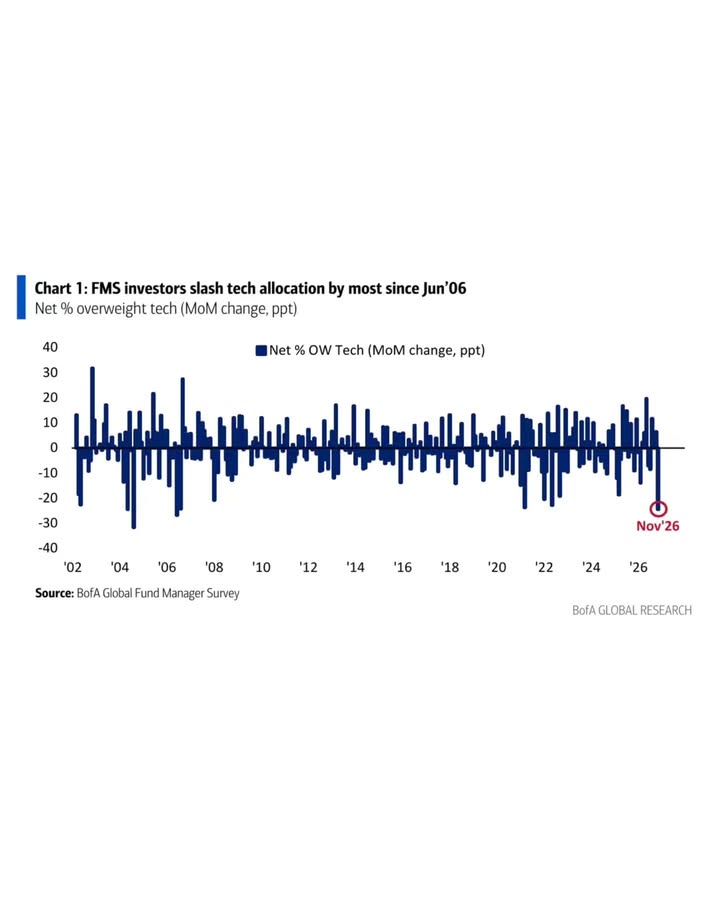 Chart 1: FMS investors slash tech allocation by most since Jun'06
Net % overweight tech (MoM change, ppt)
Net % OW Tech (MoM change, ppt)
40
30
20
10
0
-10
-20
-30
-40
Nov'26
'02 '04 '06 '08 '10 '12 '14 '16 '18 '20 '22 '24 '26
Source: BofA Global Fund Manager Survey
BofA GLOBAL RESEARCH